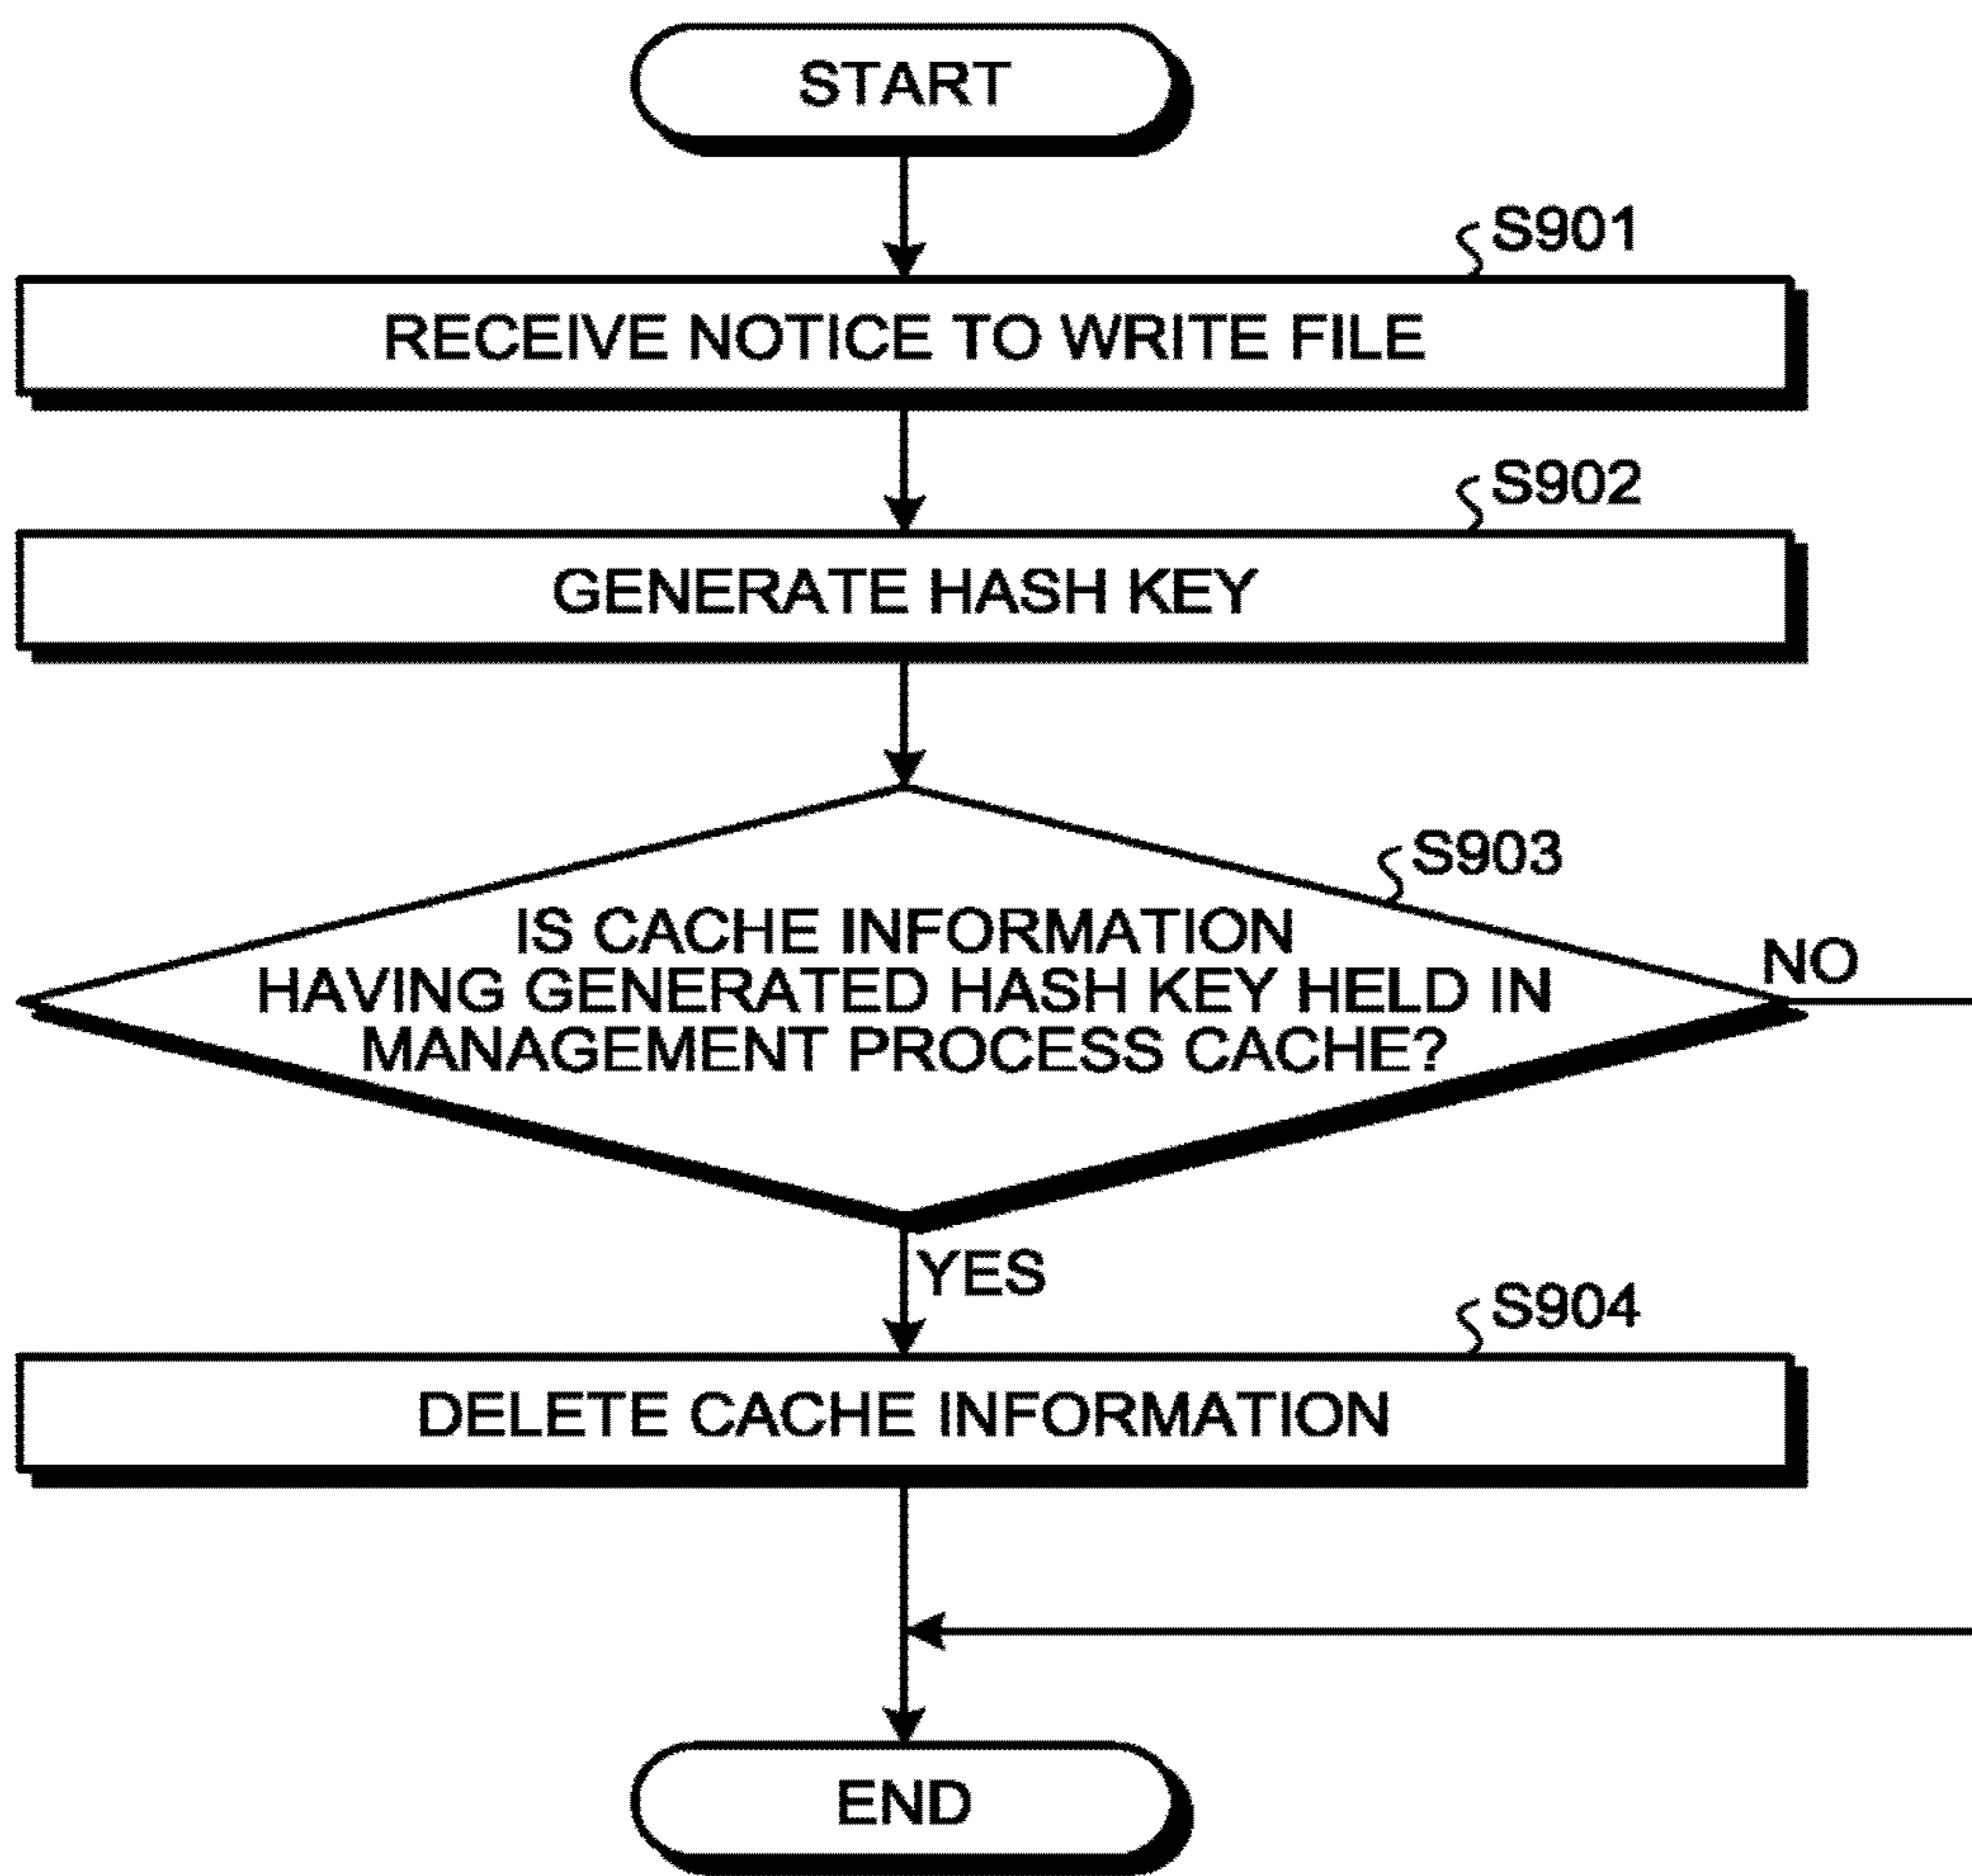 START
S901
RECEIVE NOTICE TO WRITE FILE
S902
GENERATE HASH KEY
S903
IS CACHE INFORMATION
HAVING GENERATED HASH KEY HELD IN
MANAGEMENT PROCESS CACHE?
NO
YES
S904
DELETE CACHE INFORMATION
END